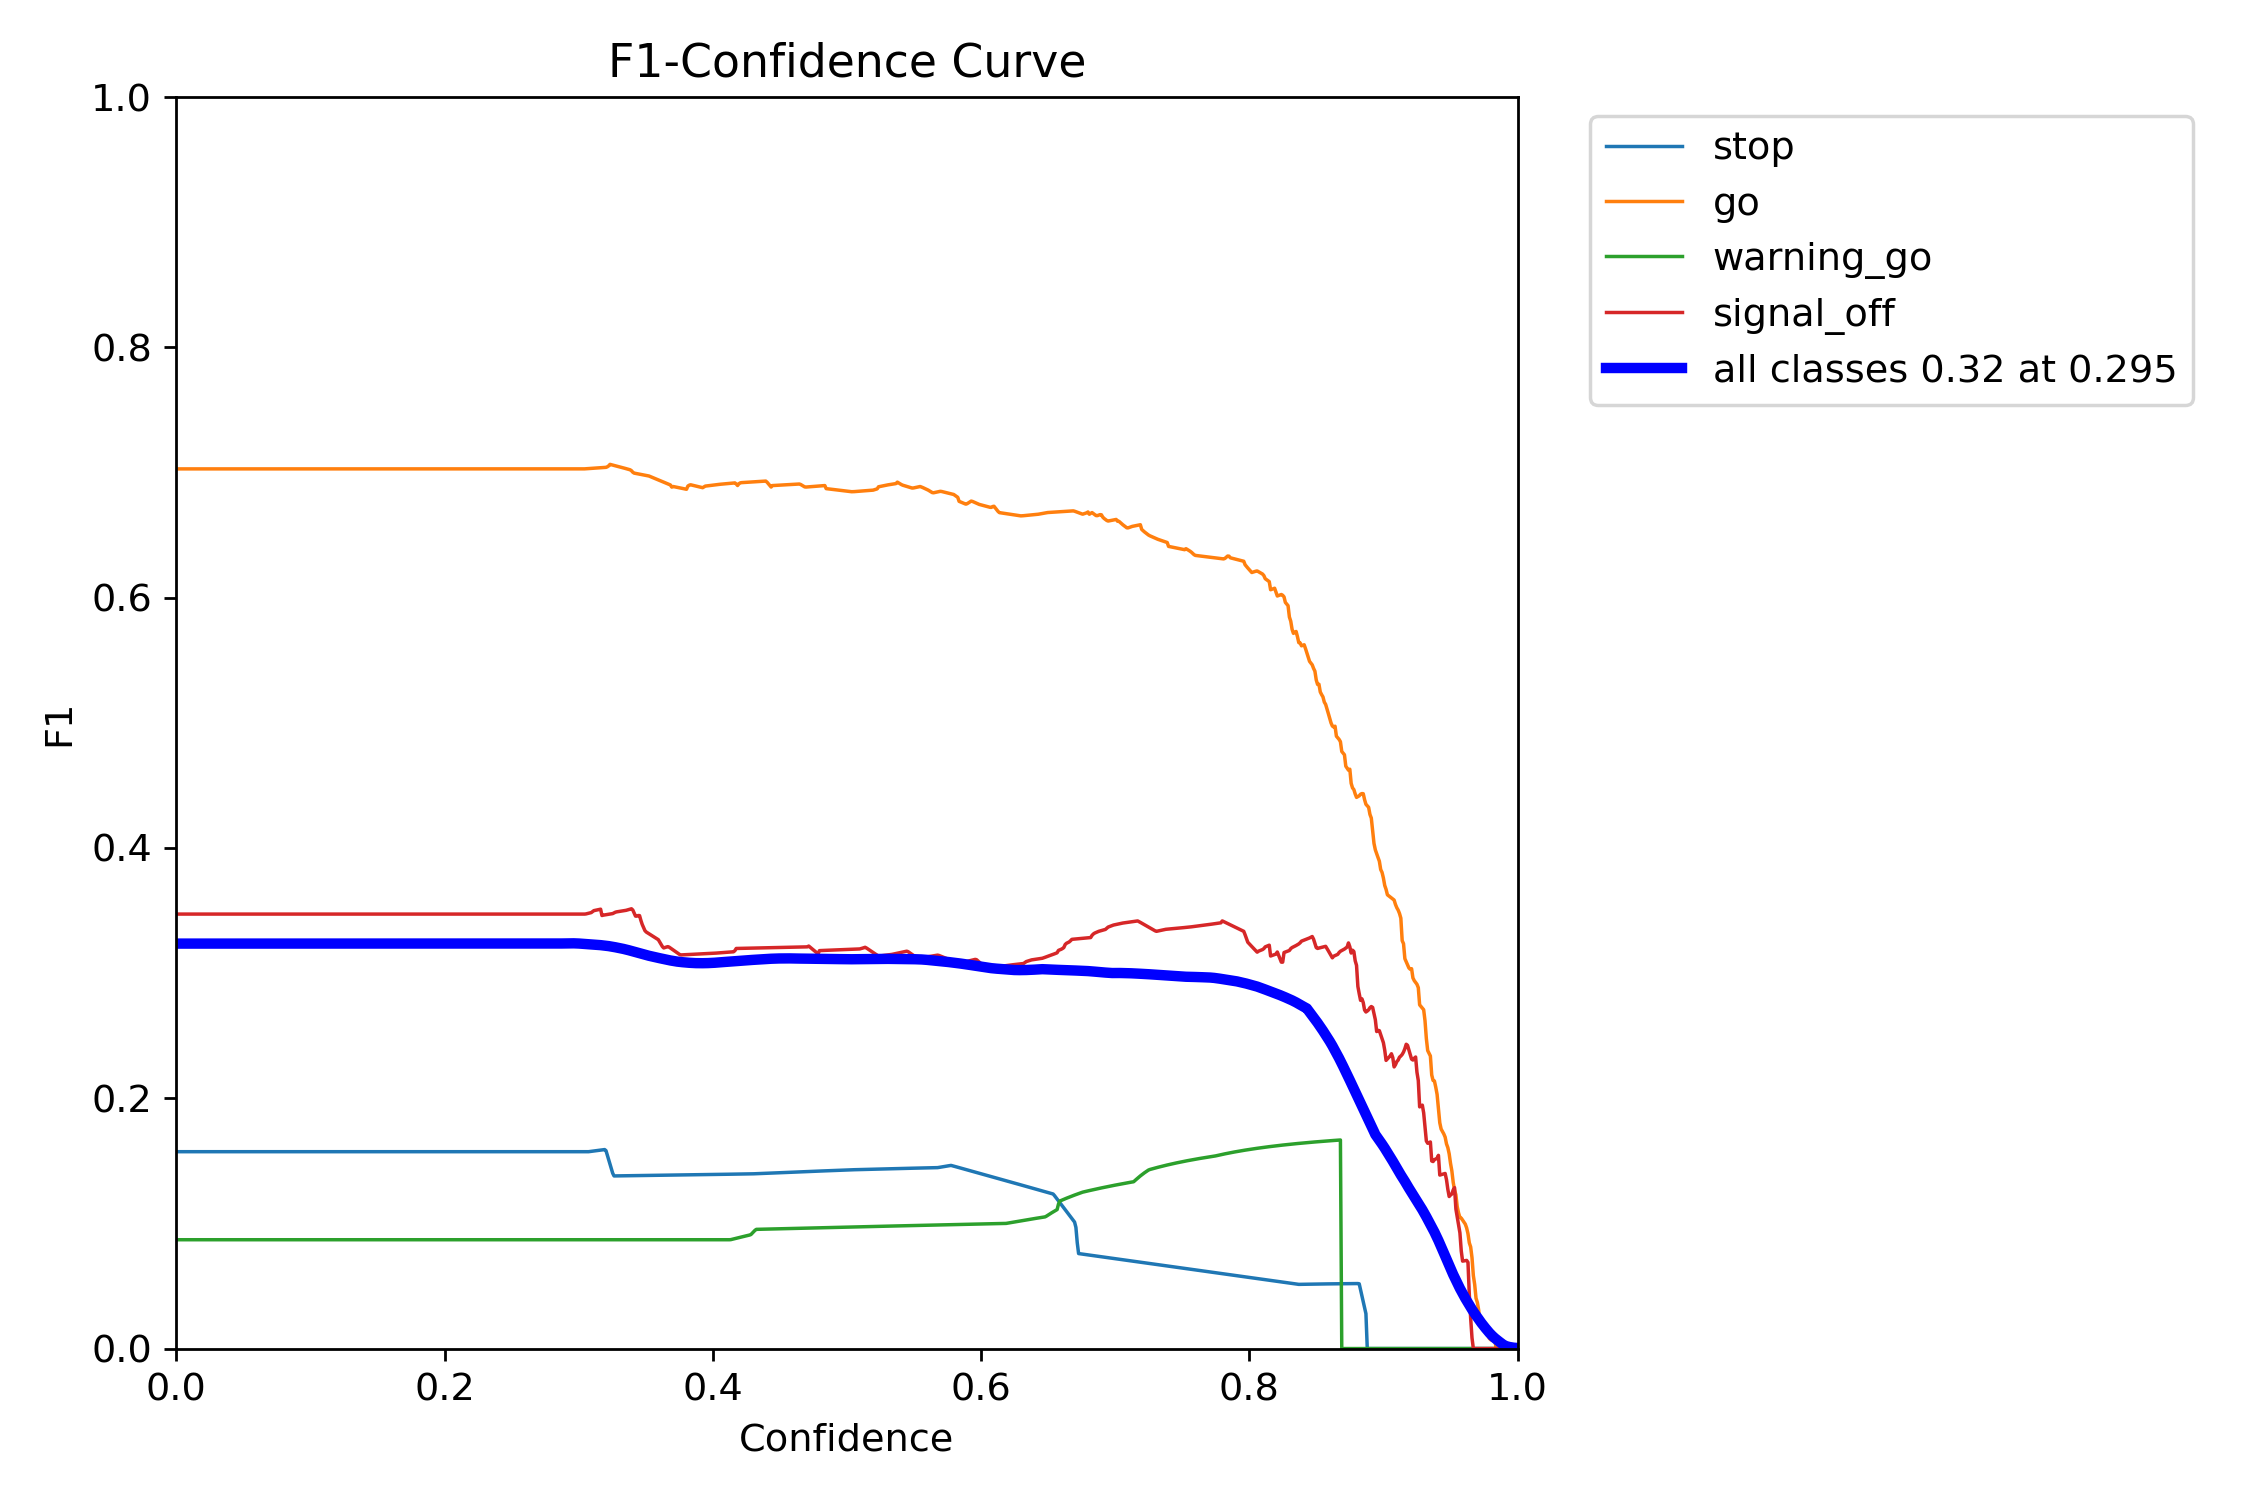 F1-Confidence Curve
1.0
0.8
0.6
0.4
0.2
0.0
F1
0.0 0.2 0.4 0.6 0.8 1.0
Confidence
stop
go
warning_go
signal_off
all classes 0.32 at 0.295